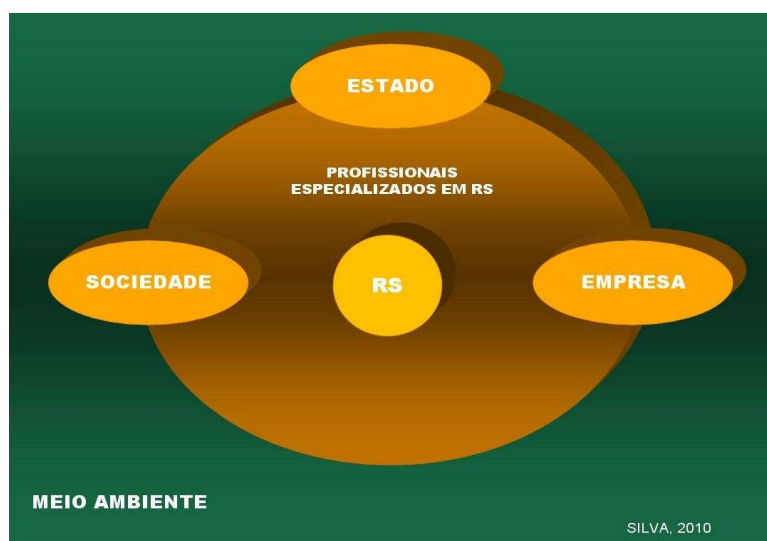 ESTADO
PROFISSIONAIS
ESPECIALIZADOS EM RS
SOCIEDADE
RS
EMPRESA
MEIO AMBIENTE
SILVA, 2010